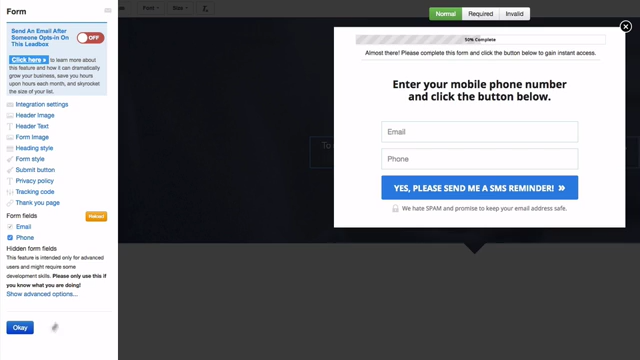 Form
Send An Email After
Someone Opts-in On
This Leadbox
OFF
Click here » to learn more about
this feature and how it can dramatically
grow your business, save you hours
upon hours each month, and skyrocket
the size of your list.
Integration settings
Header Image
Header Text
Form Image
Heading style
Form style
Submit button
Privacy policy
Tracking code
Thank you page
Form fields
Reload
Email
Phone
Hidden form fields
This feature is intended only for advanced
users and might require some
development skills. Please only use this if
you know what you are doing!
Show advanced options...
Okay
Font
Size
Normal
Required
Invalid
50% Complete
Almost there! Please complete this form and click the button below to gain instant access.
Enter your mobile phone number
and click the button below.
Email
Phone
YES, PLEASE SEND ME A SMS REMINDER! »
We hate SPAM and promise to keep your email address safe.